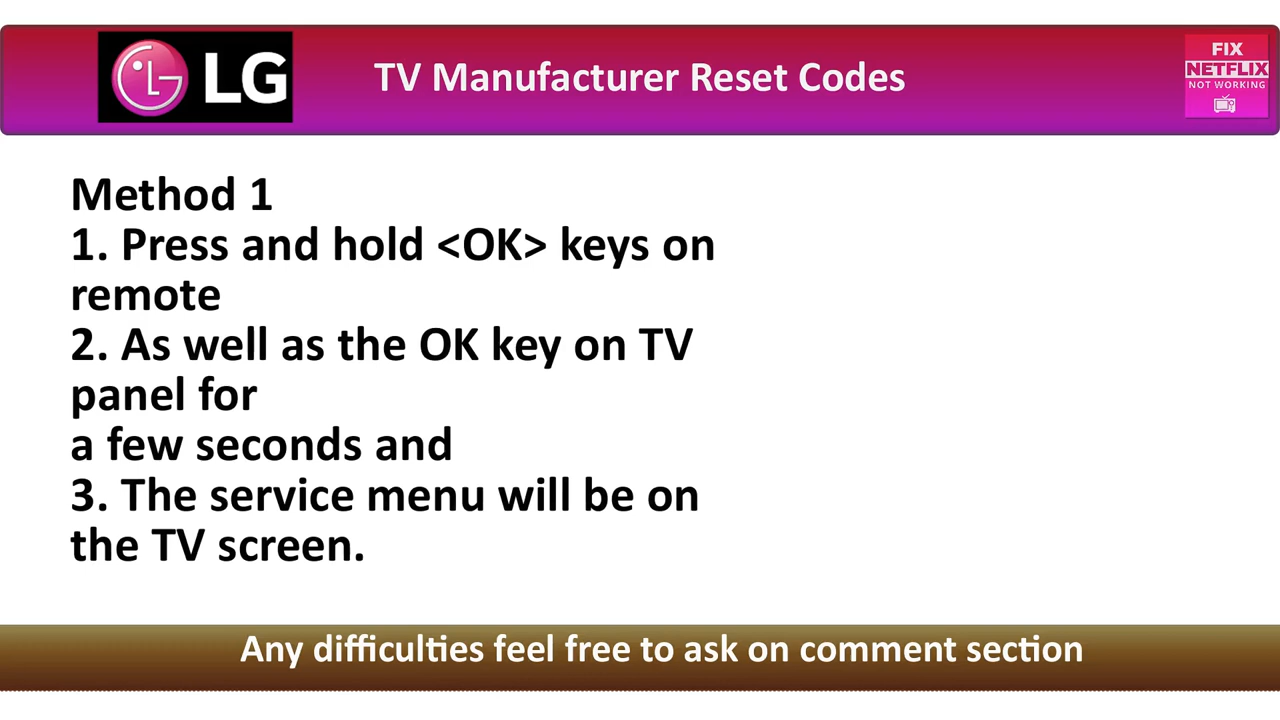 LG
TV Manufacturer Reset Codes
FIX
NETFLIX
NOT WORKING
Method 1
1. Press and hold <OK> keys on
remote
2. As well as the OK key on TV
panel for
a few seconds and
3. The service menu will be on
the TV screen.
Any difficulties feel free to ask on comment section